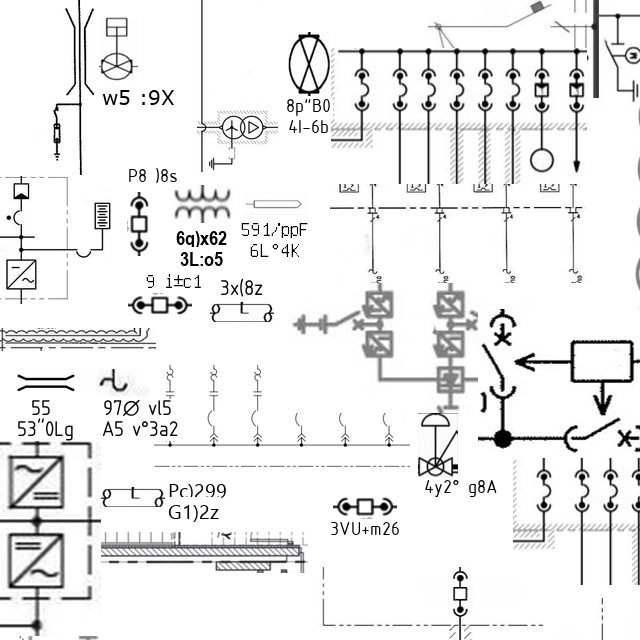 w5 :9X
8p"B0
4I-6b
P8 )8s
6q)x62
3L:o5
591/ppF
6L°4K
9 i±c1
3x(8z
L
55
53"0Lg
97Ø vl5
A5 v°3a2
4y2° g8A
L
Pc)299
G1)2z
3VU+m26